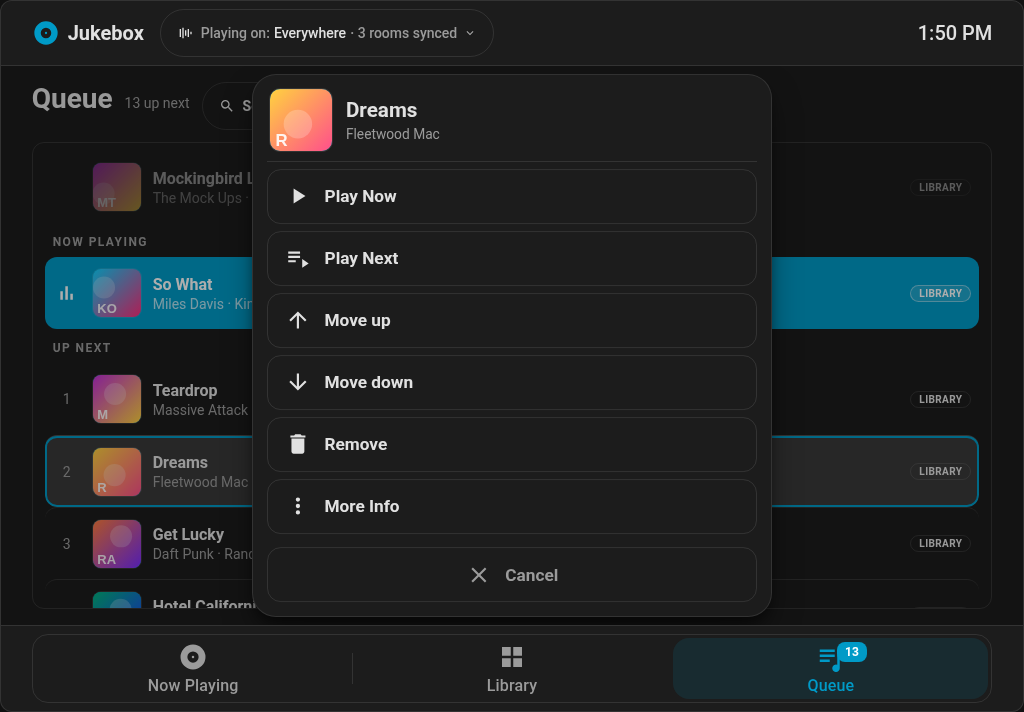 Jukebox
Playing on: Everywhere · 3 rooms synced
1:50 PM
Queue
13 up next
Dreams
Fleetwood Mac
R
Play Now
Play Next
Move up
Move down
Remove
More Info
Cancel
MT
Mockingbird
The Mock Ups ·
LIBRARY
NOW PLAYING
KO
So What
Miles Davis ·
LIBRARY
UP NEXT
1
M
Teardrop
Massive Attack
LIBRARY
2
R
Dreams
Fleetwood Mac
LIBRARY
3
RA
Get Lucky
Daft Punk ·
LIBRARY
Hotel
Now Playing
Library
13
Queue